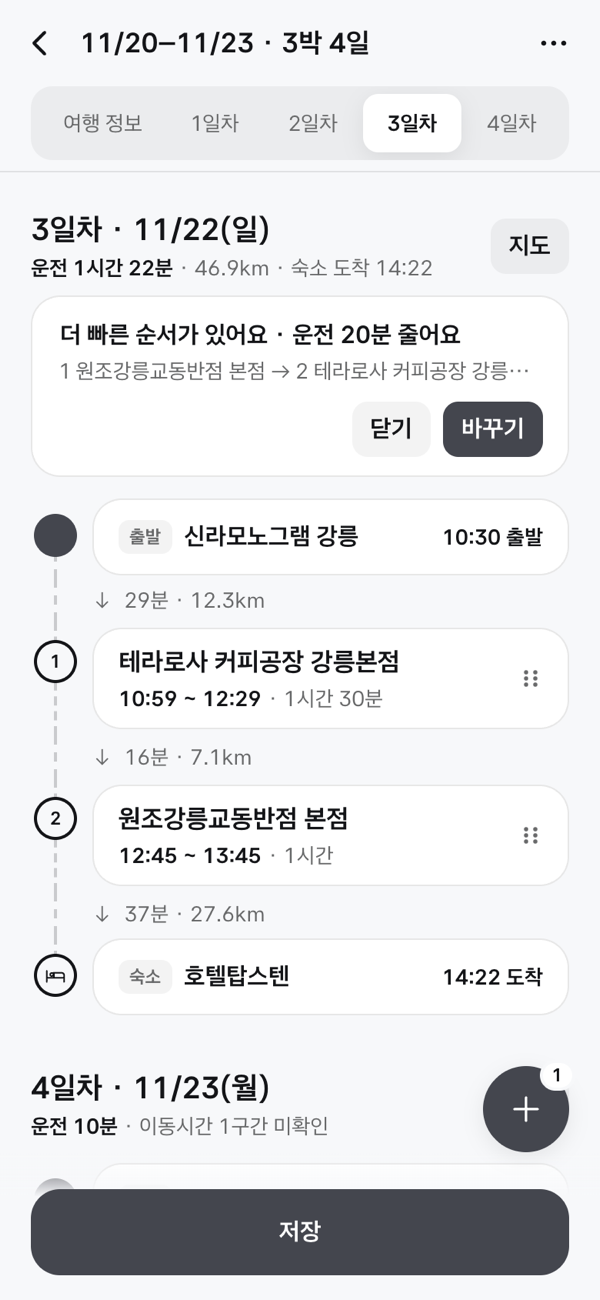 11/20–11/23 · 3박 4일
여행 정보 1일차 2일차 3일차 4일차
3일차 · 11/22(일)
운전 1시간 22분 · 46.9km · 숙소 도착 14:22
지도
더 빠른 순서가 있어요 · 운전 20분 줄어요
1 원조강릉교동반점 본점 → 2 테라로사 커피공장 강릉…
닫기 바꾸기
출발 신라모노그램 강릉 10:30 출발
↓ 29분 · 12.3km
1 테라로사 커피공장 강릉본점
10:59 ~ 12:29 · 1시간 30분
↓ 16분 · 7.1km
2 원조강릉교동반점 본점
12:45 ~ 13:45 · 1시간
↓ 37분 · 27.6km
숙소 호텔탑스텐 14:22 도착
4일차 · 11/23(월)
운전 10분 · 이동시간 1구간 미확인
1
저장